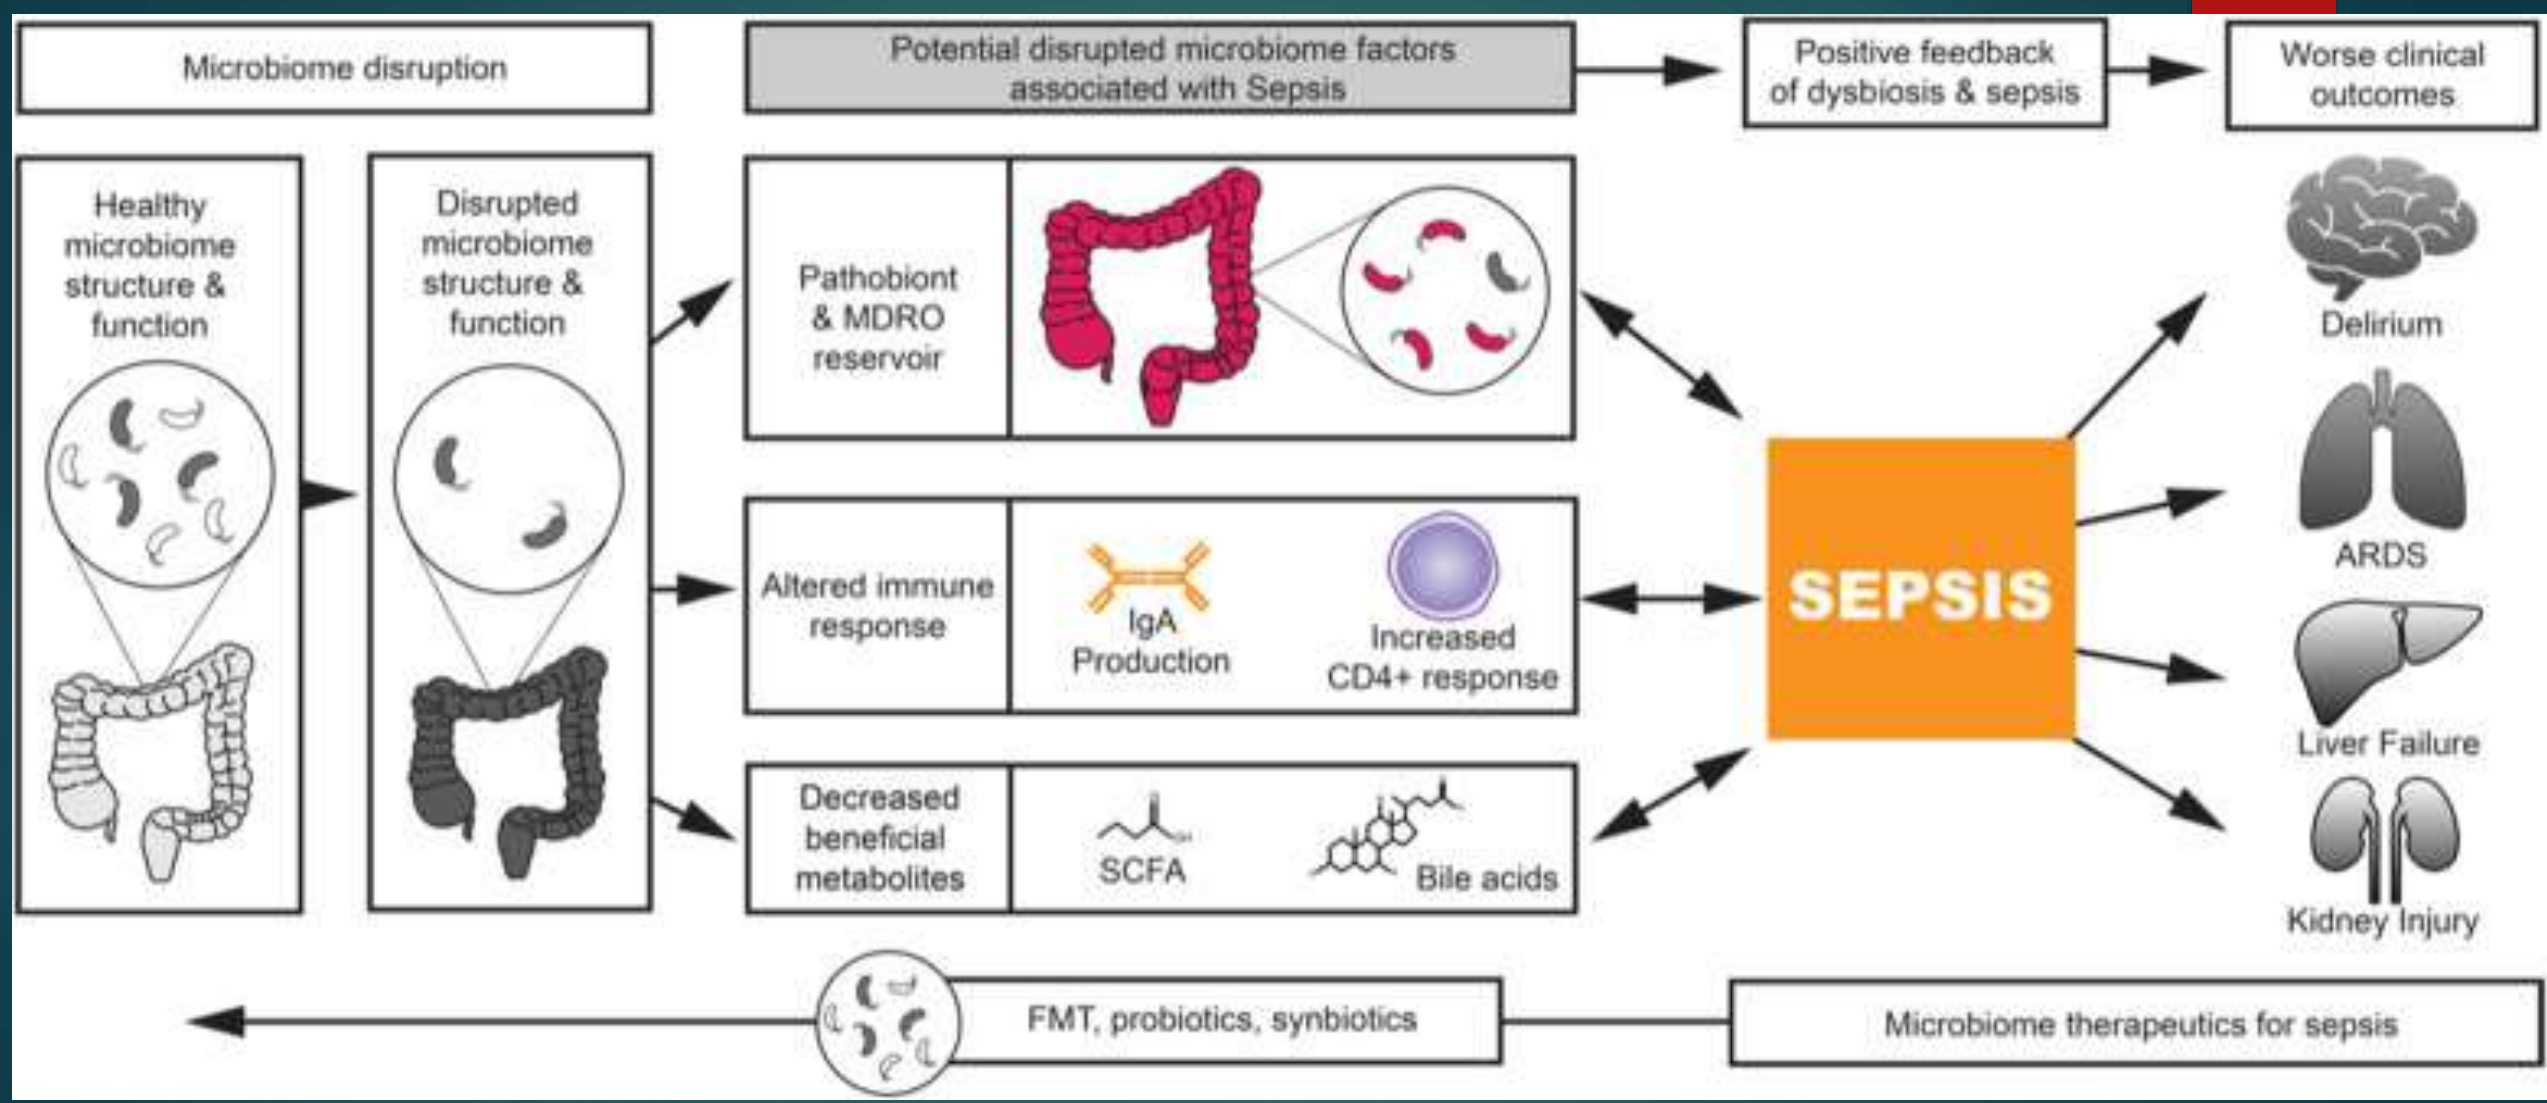 Microbiome disruption
Potential disrupted microbiome factors
associated with Sepsis
Positive feedback
of dysbiosis & sepsis
Worse clinical
outcomes
Healthy
microbiome
structure &
function
Disrupted
microbiome
structure &
function
Pathobiont
& MDRO
reservoir
Altered immune
response
IgA
Production
Increased
CD4+ response
Decreased
beneficial
metabolites
SCFA
Bile acids
SEPSIS
Delirium
ARDS
Liver Failure
Kidney Injury
FMT, probiotics, synbiotics
Microbiome therapeutics for sepsis